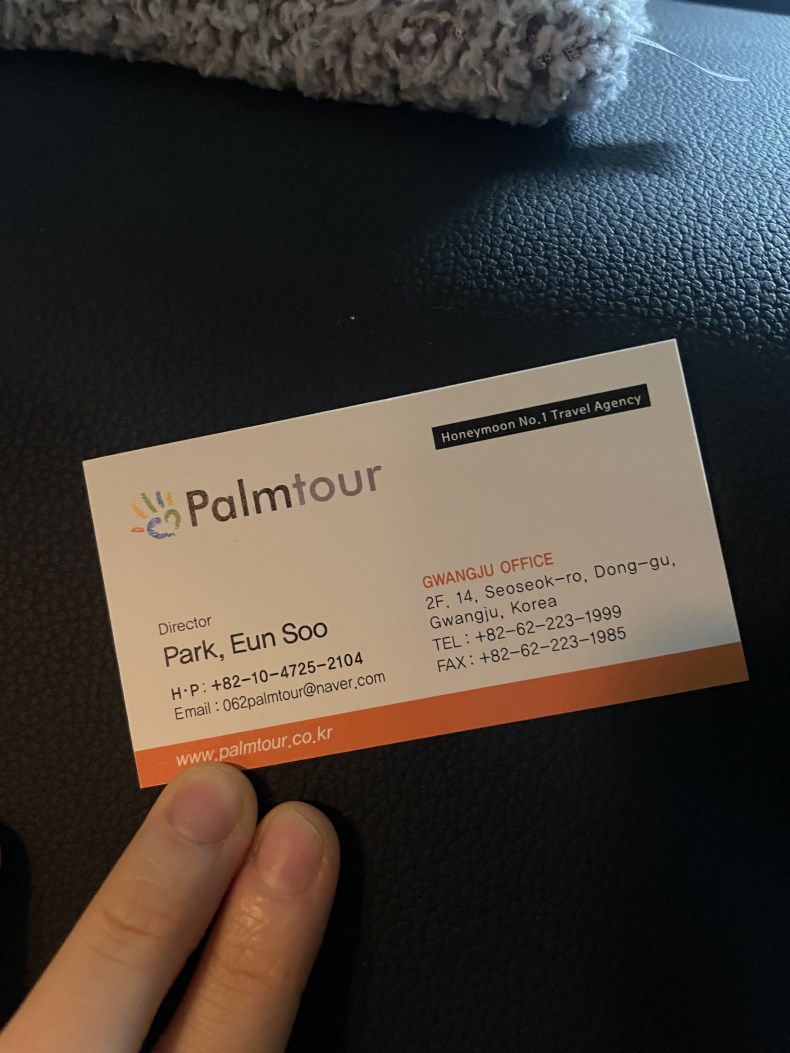 Honeymoon No.1 Travel Agency
Palmtour
Director
Park, Eun Soo
H·P : +82-10-4725-2104
Email : 062palmtour@naver.com
GWANGJU OFFICE
2F, 14, Seoseok-ro, Dong-gu,
Gwangju, Korea
TEL : +82-62-223-1999
FAX : +82-62-223-1985
www.palmtour.co.kr